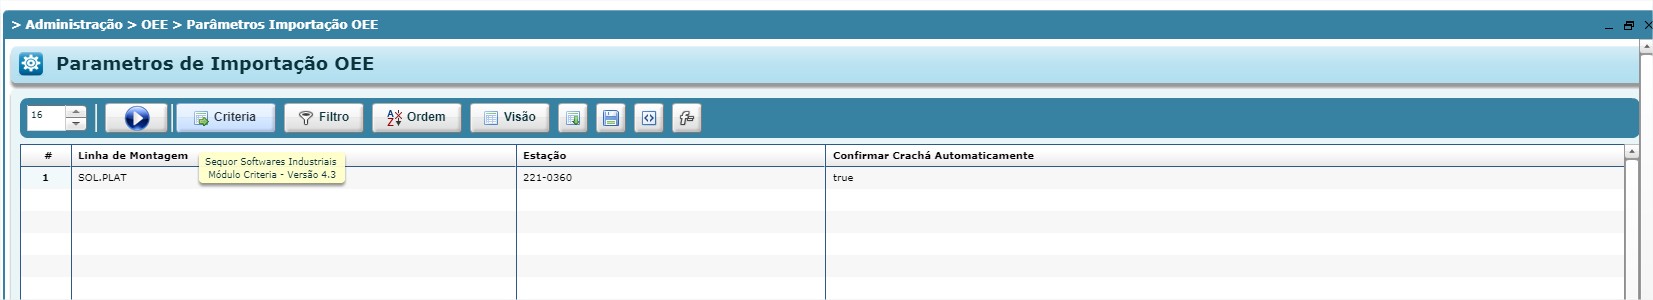 > Administração > OEE > Parâmetros Importação OEE
Parametros de Importação OEE
16
Criteria
Filtro
AZ Ordem
Visão
# Linha de Montagem Estação Confirmar Crachá Automaticamente
Sequor Softwares Industriais
Módulo Criteria - Versão 4.3
1 SOL.PLAT 221-0360 true